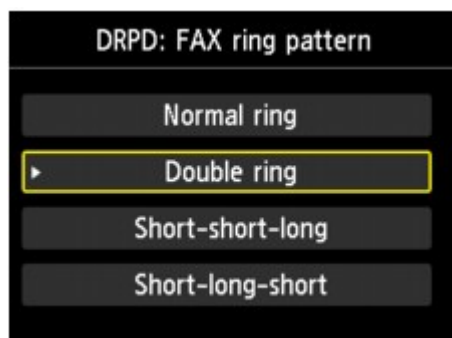 DRPD: FAX ring pattern
Normal ring
Double ring
Short-short-long
Short-long-short